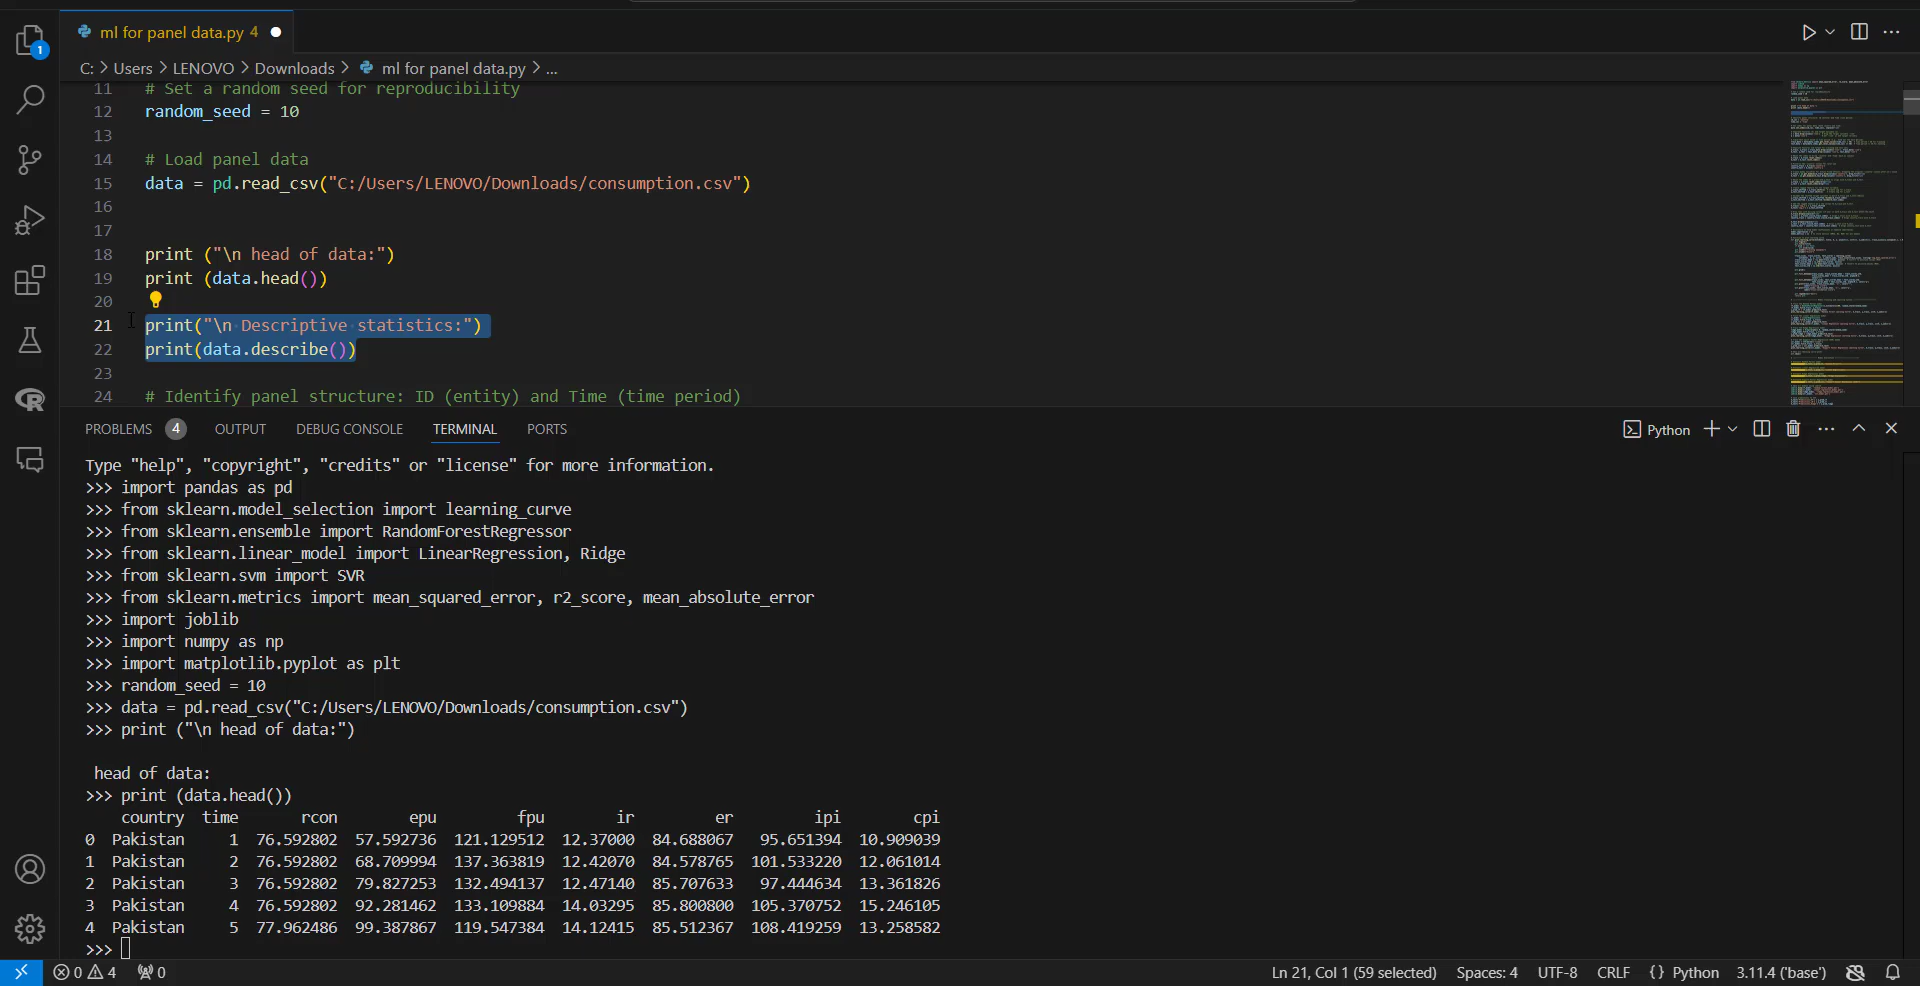 ml for panel data.py 4
C: > Users > LENOVO > Downloads > ml for panel data.py > ...
11 # Set a random seed for reproducibility
12 random_seed = 10
13
14 # Load panel data
15 data = pd.read_csv("C:/Users/LENOVO/Downloads/consumption.csv")
16
17
18 print ("\n head of data:")
19 print (data.head())
20
21 print("\n Descriptive statistics:")
22 print(data.describe())
23
24 # Identify panel structure: ID (entity) and Time (time period)
1
PROBLEMS 4 OUTPUT DEBUG CONSOLE TERMINAL PORTS
Python
Type "help", "copyright", "credits" or "license" for more information.
>>> import pandas as pd
>>> from sklearn.model_selection import learning_curve
>>> from sklearn.ensemble import RandomForestRegressor
>>> from sklearn.linear_model import LinearRegression, Ridge
>>> from sklearn.svm import SVR
>>> from sklearn.metrics import mean_squared_error, r2_score, mean_absolute_error
>>> import joblib
>>> import numpy as np
>>> import matplotlib.pyplot as plt
>>> random_seed = 10
>>> data = pd.read_csv("C:/Users/LENOVO/Downloads/consumption.csv")
>>> print ("\n head of data:")
head of data:
>>> print (data.head())
country time rcon epu fpu ir er ipi cpi
0 Pakistan 1 76.592802 57.592736 121.129512 12.37000 84.688067 95.651394 10.909039
1 Pakistan 2 76.592802 68.709994 137.363819 12.42070 84.578765 101.533220 12.061014
2 Pakistan 3 76.592802 79.827253 132.494137 12.47140 85.707633 97.444634 13.361826
3 Pakistan 4 76.592802 92.281462 133.109884 14.03295 85.800800 105.370752 15.246105
4 Pakistan 5 77.962486 99.387867 119.547384 14.12415 85.512367 108.419259 13.258582
>>>
0 4 0 Ln 21, Col 1 (59 selected) Spaces: 4 UTF-8 CRLF {} Python 3.11.4 ('base')